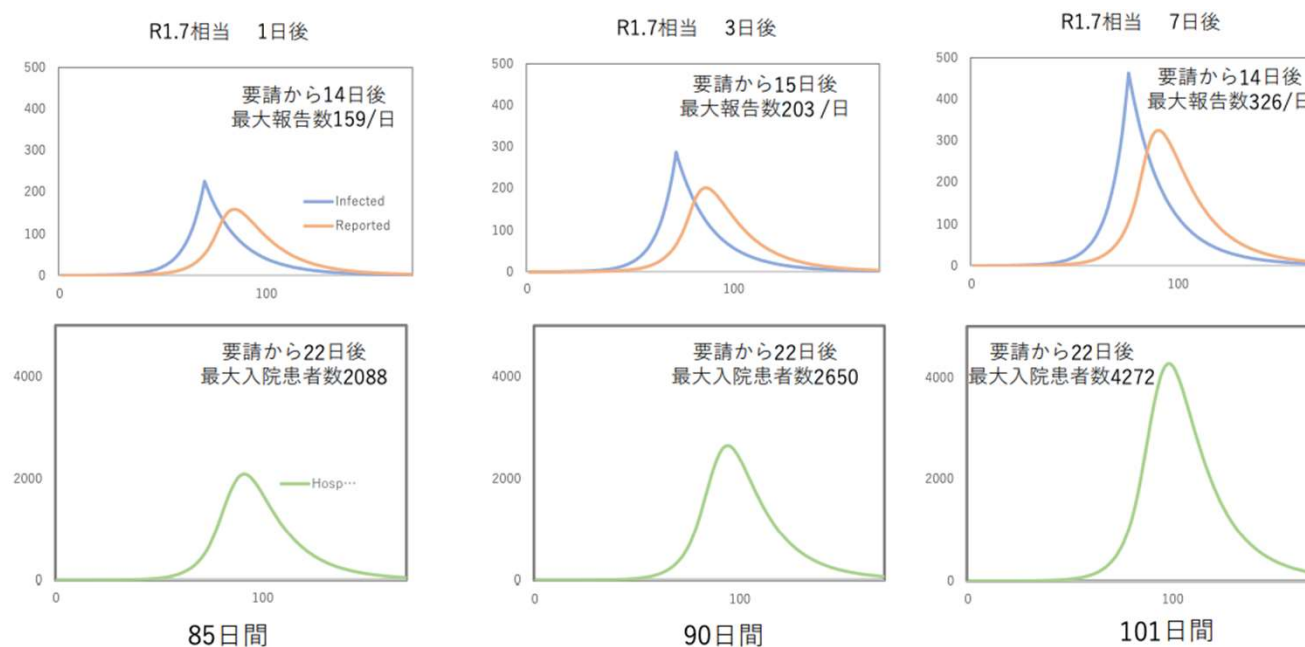 R1.7相当 1日後
R1.7相当 3日後
R1.7相当 7日後
500
400
300
200
100
0
0
100
要請から14日後
最大報告数159/日
Infected
Reported
500
400
300
200
100
0
0
100
要請から15日後
最大報告数203 /日
500
400
300
200
100
0
0
100
要請から14日後
最大報告数326/日
4000
2000
0
0
100
要請から22日後
最大入院患者数2088
Hosp…
4000
2000
0
0
100
要請から22日後
最大入院患者数2650
4000
2000
0
0
100
要請から22日後
最大入院患者数4272
85日間
90日間
101日間